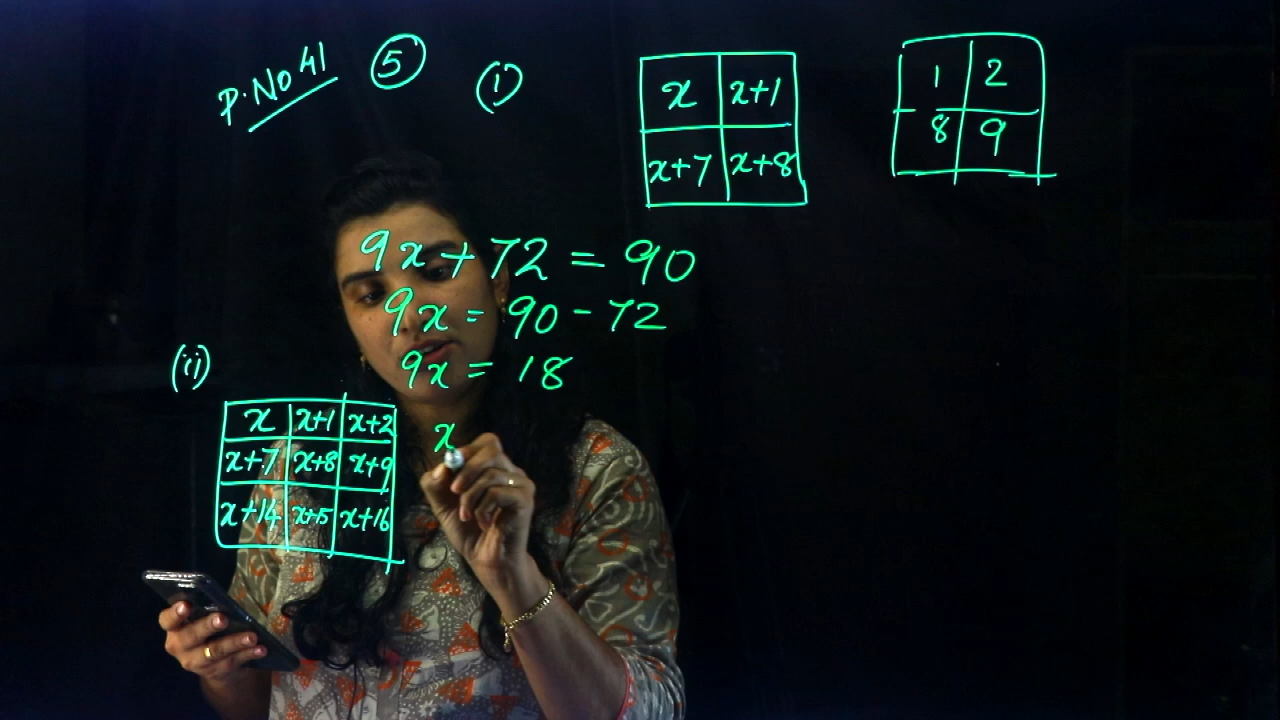 P.No 41 (5) (i)
x x+1
x+7 x+8
1 2
8 9
9x + 72 = 90
9x = 90 - 72
9x = 18
(ii)
x x+1 x+2
x+7 x+8 x+9
x+14 x+15 x+16
x